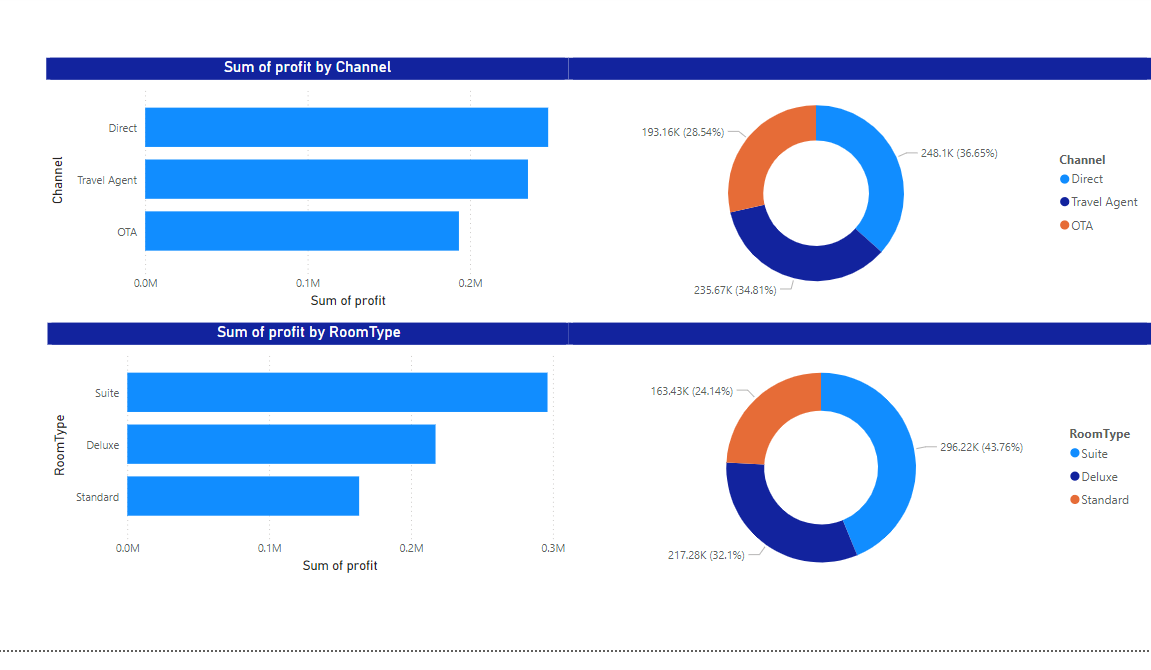 Sum of profit by Channel
Channel
Direct
Travel Agent
OTA
0.0M
0.1M
0.2M
Sum of profit
193.16K (28.54%)
248.1K (36.65%)
235.67K (34.81%)
Channel
Direct
Travel Agent
OTA
Sum of profit by RoomType
RoomType
Suite
Deluxe
Standard
0.0M
0.1M
0.2M
0.3M
Sum of profit
163.43K (24.14%)
296.22K (43.76%)
217.28K (32.1%)
RoomType
Suite
Deluxe
Standard